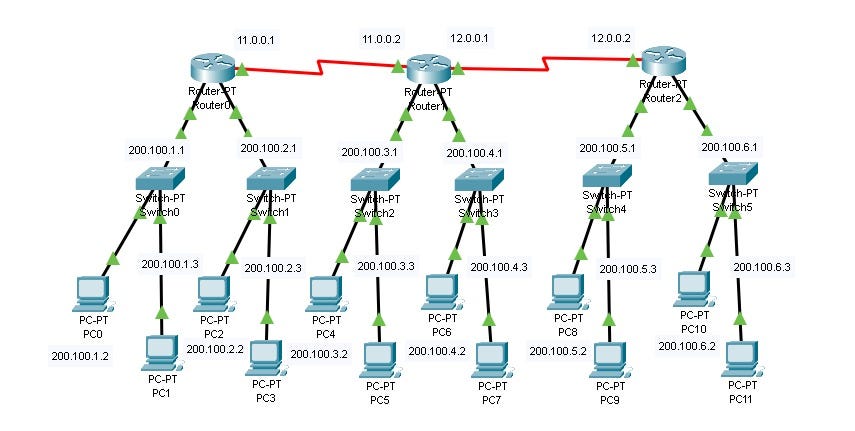 11.0.0.1
11.0.0.2
12.0.0.1
12.0.0.2
Router-PT
Router0
Router-PT
Router1
Router-PT
Router2
200.100.1.1
200.100.2.1
200.100.3.1
200.100.4.1
200.100.5.1
200.100.6.1
Switch-PT
Switch0
Switch-PT
Switch1
Switch-PT
Switch2
Switch-PT
Switch3
Switch-PT
Switch4
Switch-PT
Switch5
200.100.1.3
200.100.2.3
200.100.3.3
200.100.4.3
200.100.5.3
200.100.6.3
PC-PT
PC0
PC-PT
PC2
PC-PT
PC4
PC-PT
PC6
PC-PT
PC8
PC-PT
PC10
200.100.1.2
200.100.2.2
200.100.3.2
200.100.4.2
200.100.5.2
200.100.6.2
PC-PT
PC1
PC-PT
PC3
PC-PT
PC5
PC-PT
PC7
PC-PT
PC9
PC-PT
PC11